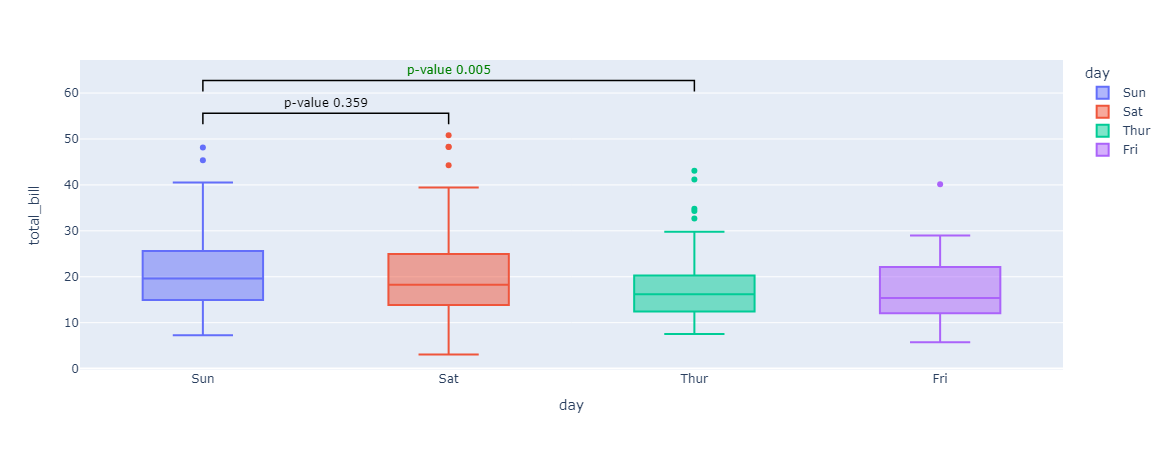 p-value 0.005
p-value 0.359
day
Sun
Sat
Thur
Fri
total_bill
60
50
40
30
20
10
0
Sun Sat Thur Fri
day